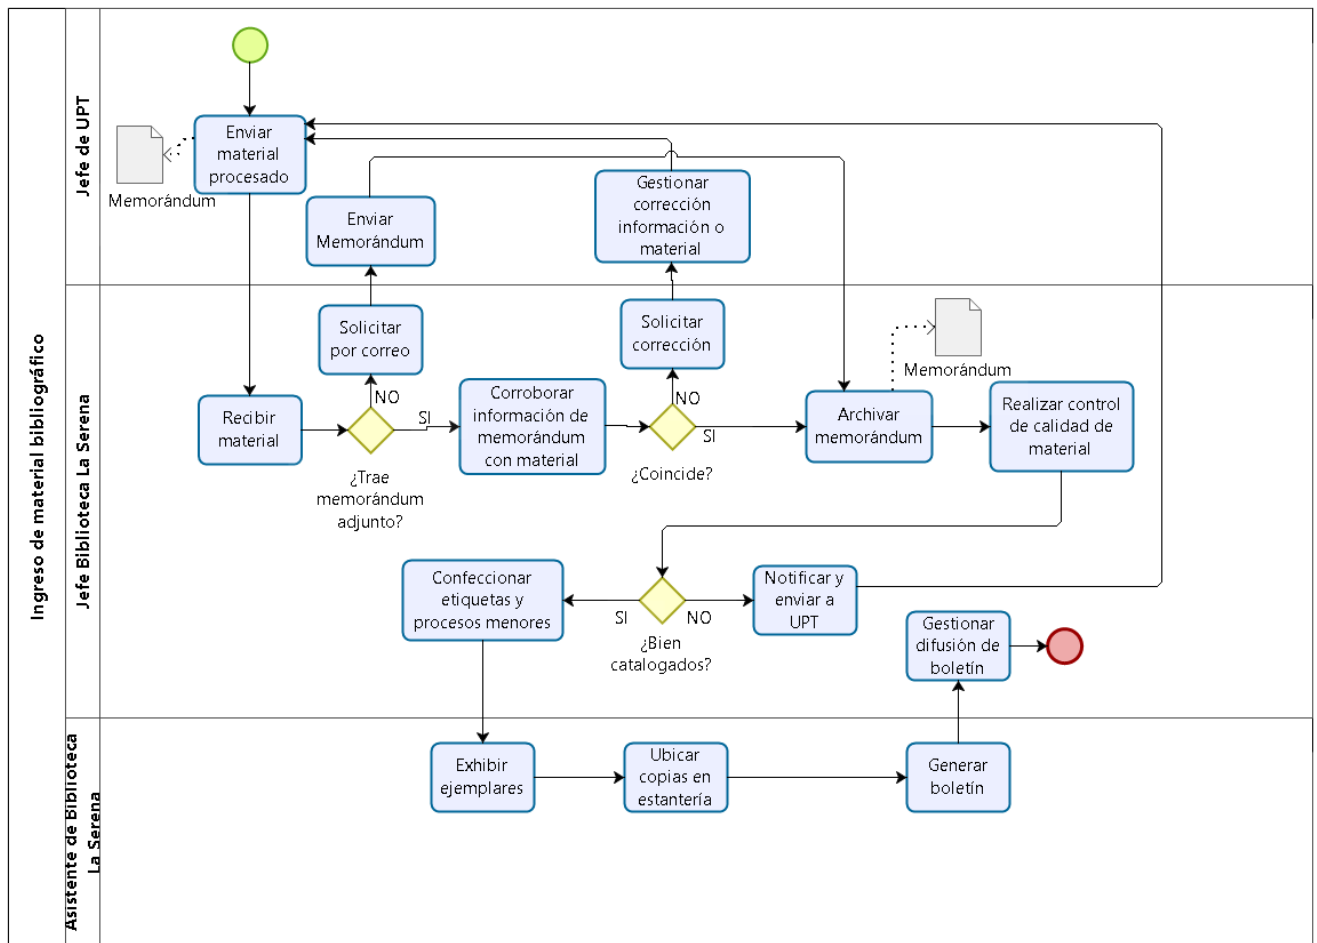 Ingreso de material bibliográfico
Jefe de UPT
Enviar
material
procesado
Memorándum
Enviar
Memorándum
Gestionar
corrección
información o
material
Jefe Biblioteca La Serena
Solicitar
por correo
Solicitar
corrección
Memorándum
NO
NO
Recibir
material
SI
Corroborar
información de
memorándum
con material
SI
Archivar
memorándum
Realizar control
de calidad de
material
¿Trae
memorándum
adjunto?
¿Coincide?
Confeccionar
etiquetas y
procesos menores
SI
NO
¿Bien
catalogados?
Notificar y
enviar a
UPT
Gestionar
difusión de
boletín
Asistente de Biblioteca
La Serena
Exhibir
ejemplares
Ubicar
copias en
estantería
Generar
boletín